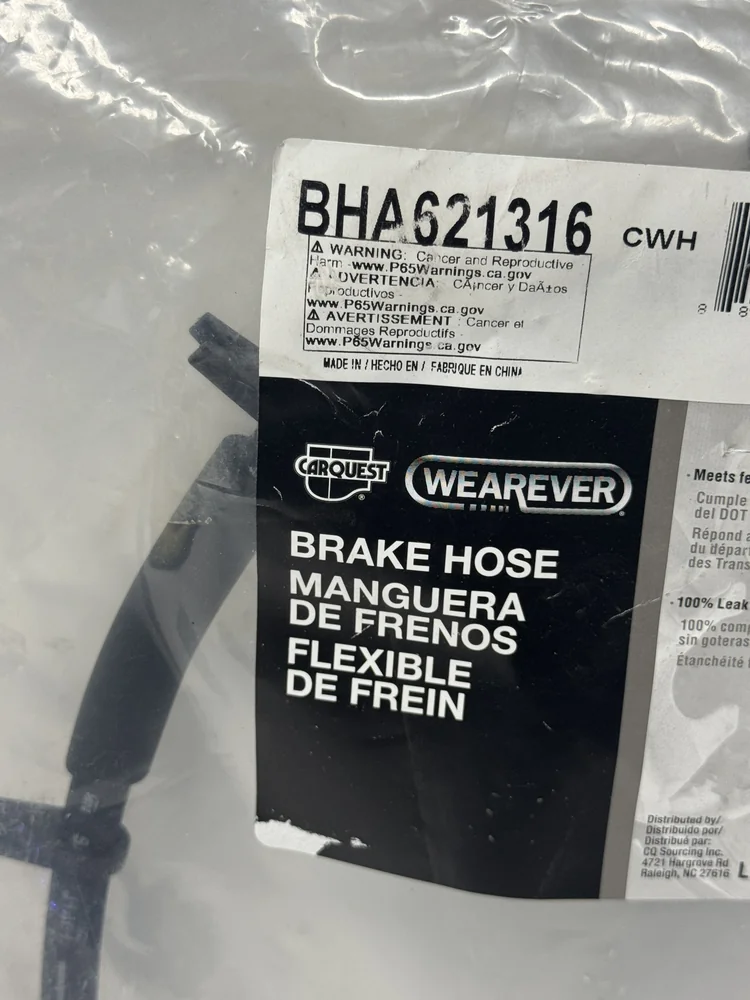 BHA621316 CWH
⚠ WARNING: Cancer and Reproductive
Harm -www.P65Warnings.ca.gov
⚠ ADVERTENCIA: CÃ¡ncer y DaÃ±os
Reproductivos -
www.P65Warnings.ca.gov
⚠ AVERTISSEMENT : Cancer et
Dommages Reproductifs -
www.P65Warnings.ca.gov
MADE IN / HECHO EN / FABRIQUE EN CHINA
8
CARQUEST®
WEAREVER®
BRAKE HOSE
MANGUERA
DE FRENOS
FLEXIBLE
DE FREIN
· Meets fe
Cumple
del DOT
Répond a
du dépar
des Trans
· 100% Leak
100% comp
sin goteras
Étanchéité
Distributed by/
Distribuido por/
Distribué par:
CQ Sourcing Inc.
4721 Hargrove Rd
Raleigh, NC 27616
L